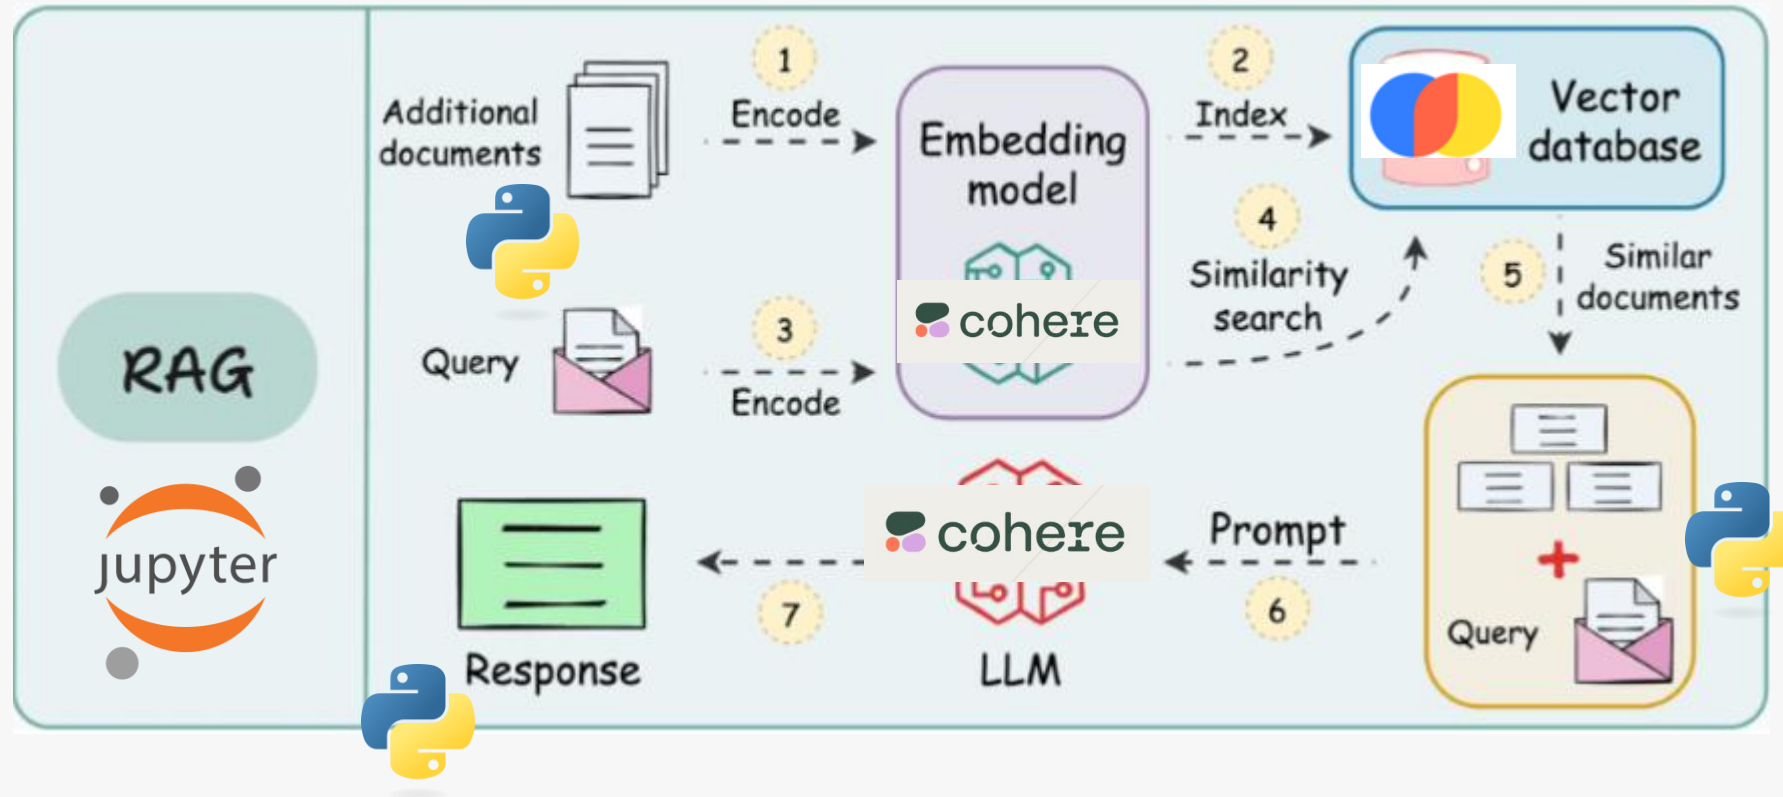 RAG
jupyter
Additional
documents
1
Encode
Embedding
model
cohere
2
Index
Vector
database
Query
3
Encode
4
Similarity
search
5
Similar
documents
Query
Prompt
6
cohere
LLM
7
Response